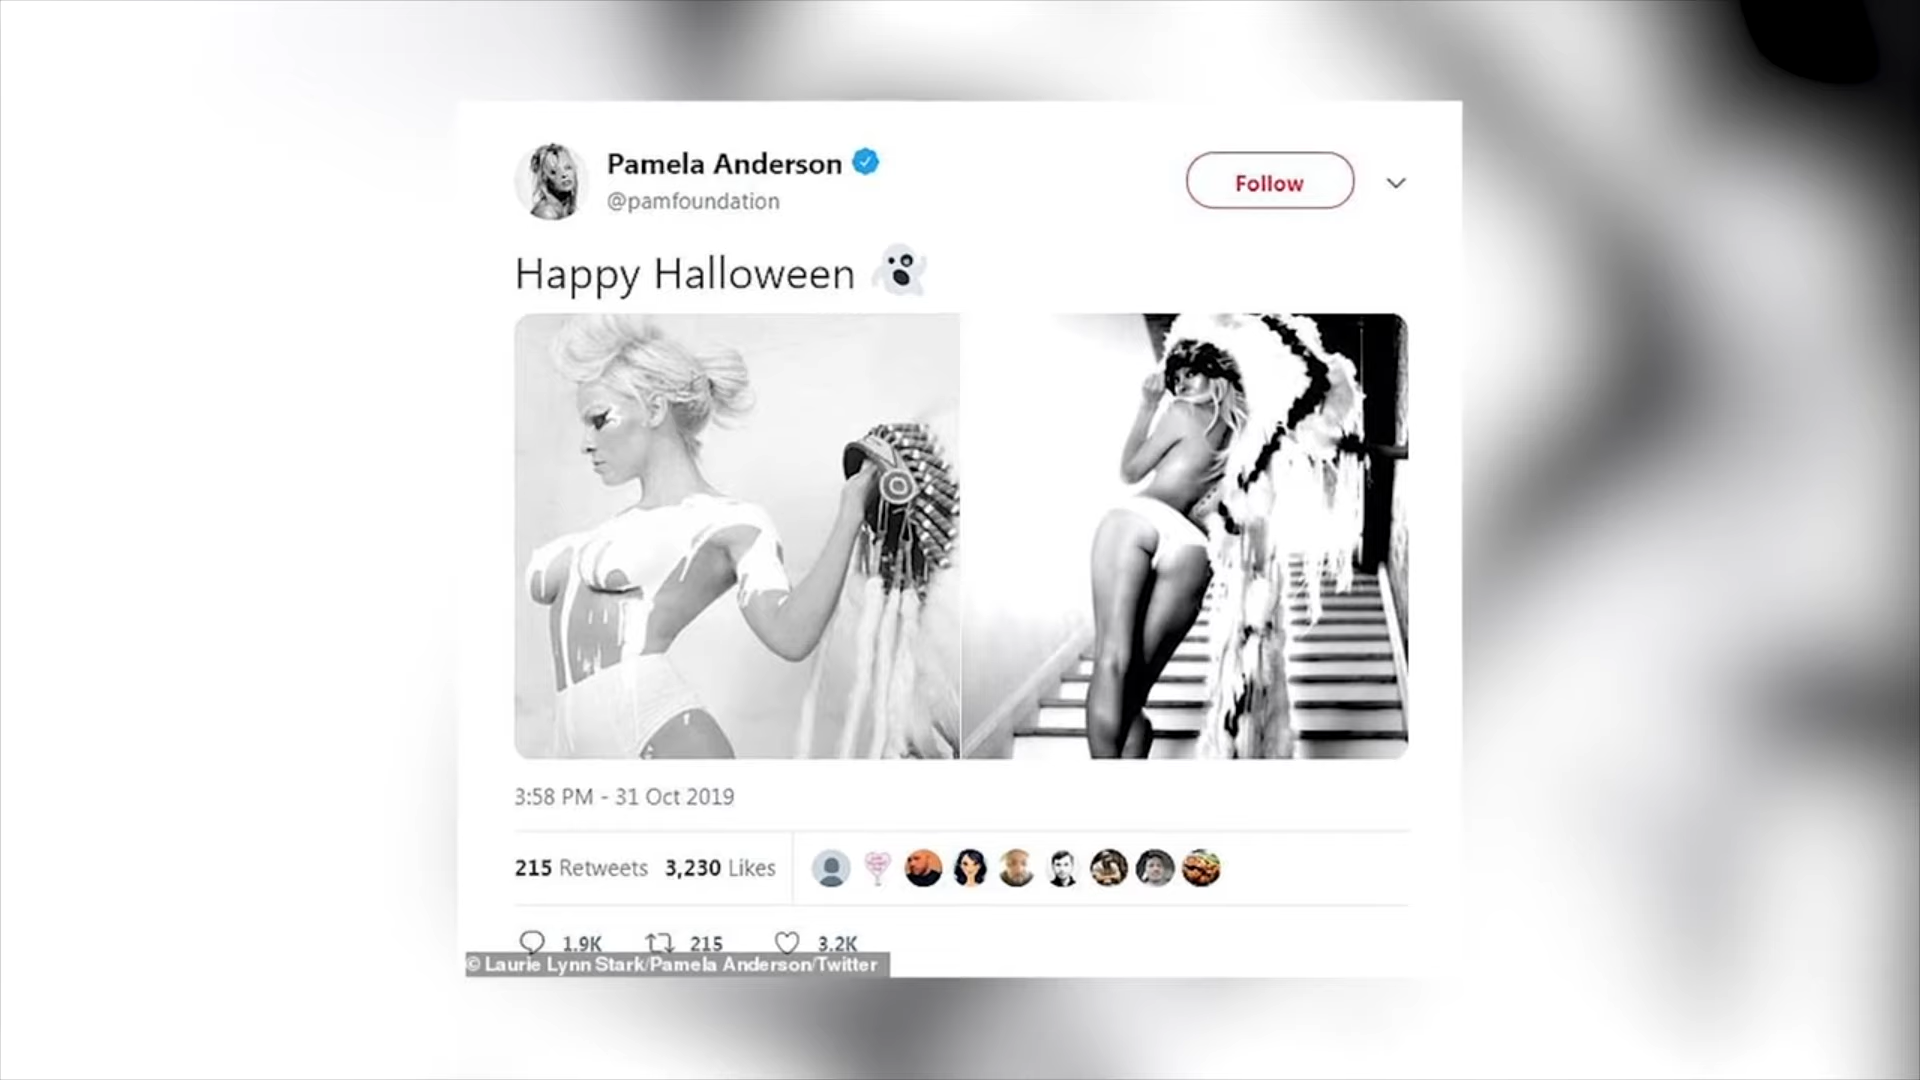 Pamela Anderson
@pamfoundation
Follow
Happy Halloween
3:58 PM - 31 Oct 2019
215 Retweets 3,230 Likes
1.9K 215 3.2K
© Laurie Lynn Stark/Pamela Anderson/Twitter